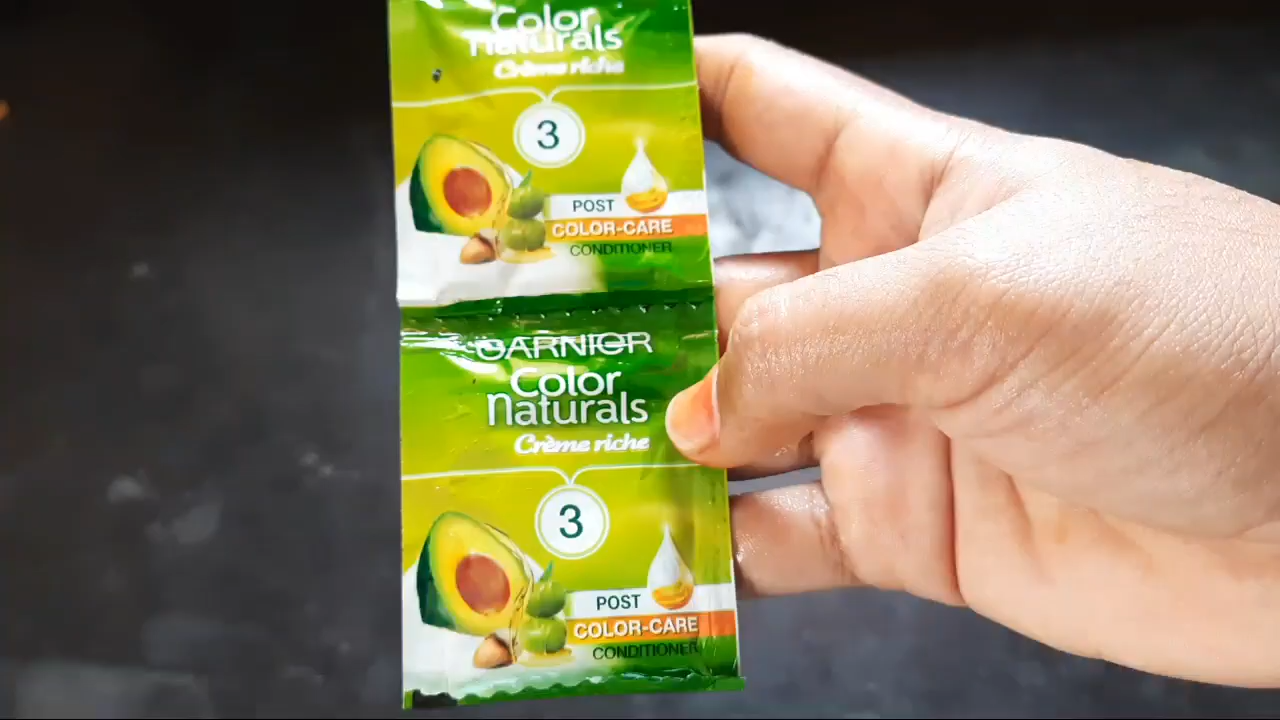 Color
naturals
Crème riche
3
POST
COLOR-CARE
CONDITIONER
GARNIER
Color
naturals
Crème riche
3
POST
COLOR-CARE
CONDITIONER